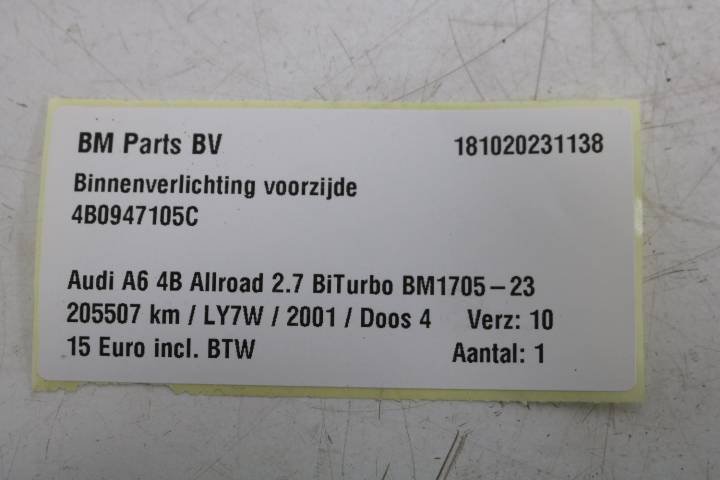 BM Parts BV 181020231138
Binnenverlichting voorzijde
4B0947105C
Audi A6 4B Allroad 2.7 BiTurbo BM1705-23
205507 km / LY7W / 2001 / Doos 4 Verz: 10
15 Euro incl. BTW Aantal: 1